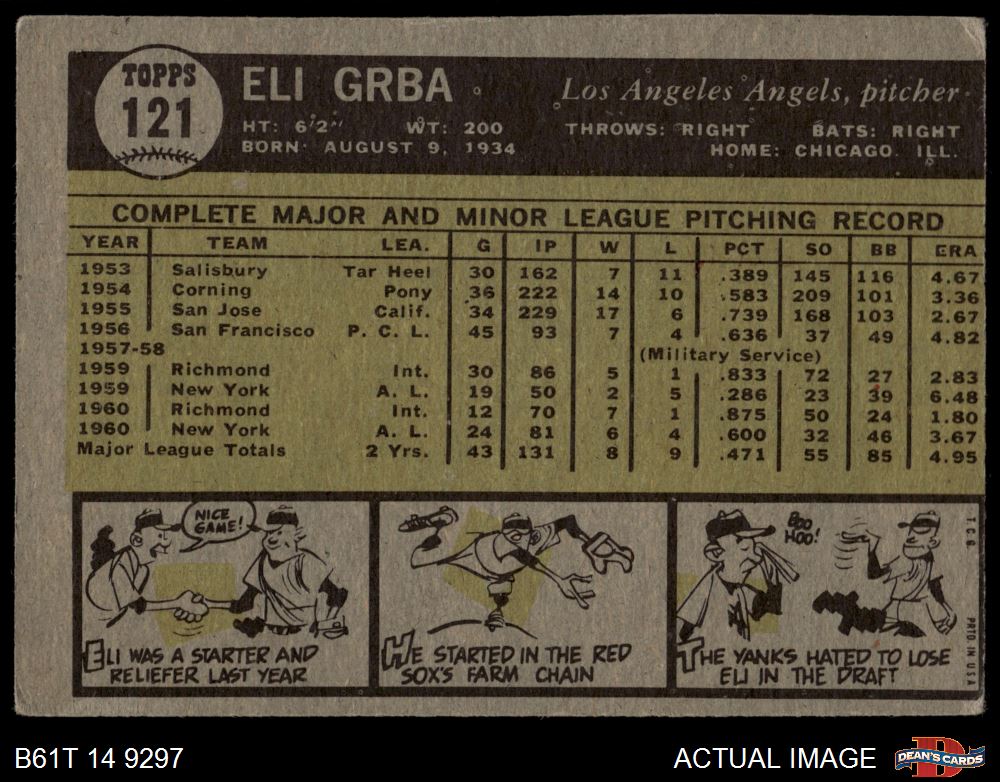 TOPPS
121
ELI GRBA
Los Angeles Angels, pitcher
HT: 6'2" WT: 200 THROWS: RIGHT BATS: RIGHT
BORN: AUGUST 9, 1934 HOME: CHICAGO, ILL.
COMPLETE MAJOR AND MINOR LEAGUE PITCHING RECORD
YEAR TEAM LEA. G IP W L PCT SO BB ERA
1953 Salisbury Tar Heel 30 162 7 11 .389 145 116 4.67
1954 Corning Pony 36 222 14 10 .583 209 101 3.36
1955 San Jose Calif. 34 229 17 6 .739 168 103 2.67
1956 San Francisco P. C. L. 45 93 7 4 .636 37 49 4.82
1957-58 (Military Service)
1959 Richmond Int. 30 86 5 1 .833 72 27 2.83
1959 New York A. L. 19 50 2 5 .286 23 39 6.48
1960 Richmond Int. 12 70 7 1 .875 50 24 1.80
1960 New York A. L. 24 81 6 4 .600 32 46 3.67
Major League Totals 2 Yrs. 43 131 8 9 .471 55 85 4.95
NICE
GAME!
ELI WAS A STARTER AND
RELIEFER LAST YEAR
HE STARTED IN THE RED
SOX'S FARM CHAIN
BOO
HOO!
THE YANKS HATED TO LOSE
ELI IN THE DRAFT
T.C.G.
PRTD. IN U.S.A.
B61T 14 9297
ACTUAL IMAGE
D
DEAN'S CARDS